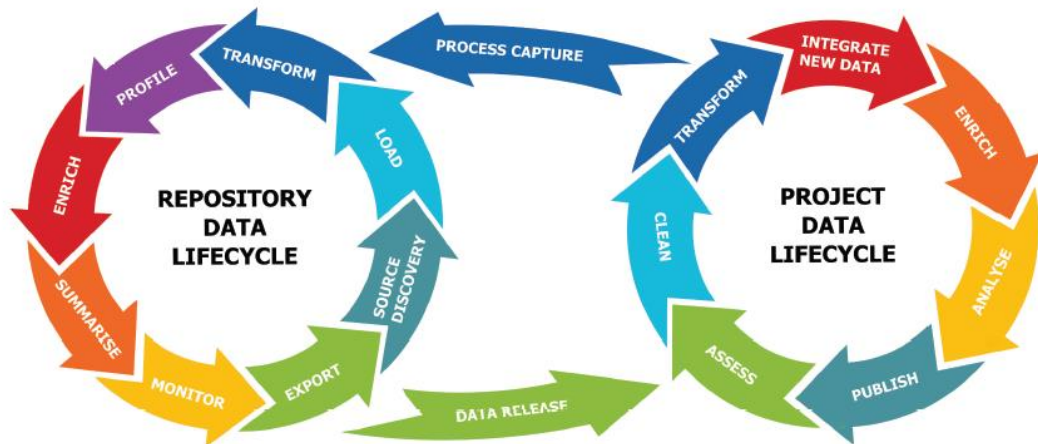 PROCESS CAPTURE
TRANSFORM
PROFILE
ENRICH
SUMMARISE
MONITOR
EXPORT
SOURCE
DISCOVERY
LOAD
REPOSITORY
DATA
LIFECYCLE
DATA RELEASE
INTEGRATE
NEW DATA
ENRICH
ANALYSE
PUBLISH
ASSESS
CLEAN
TRANSFORM
PROJECT
DATA
LIFECYCLE